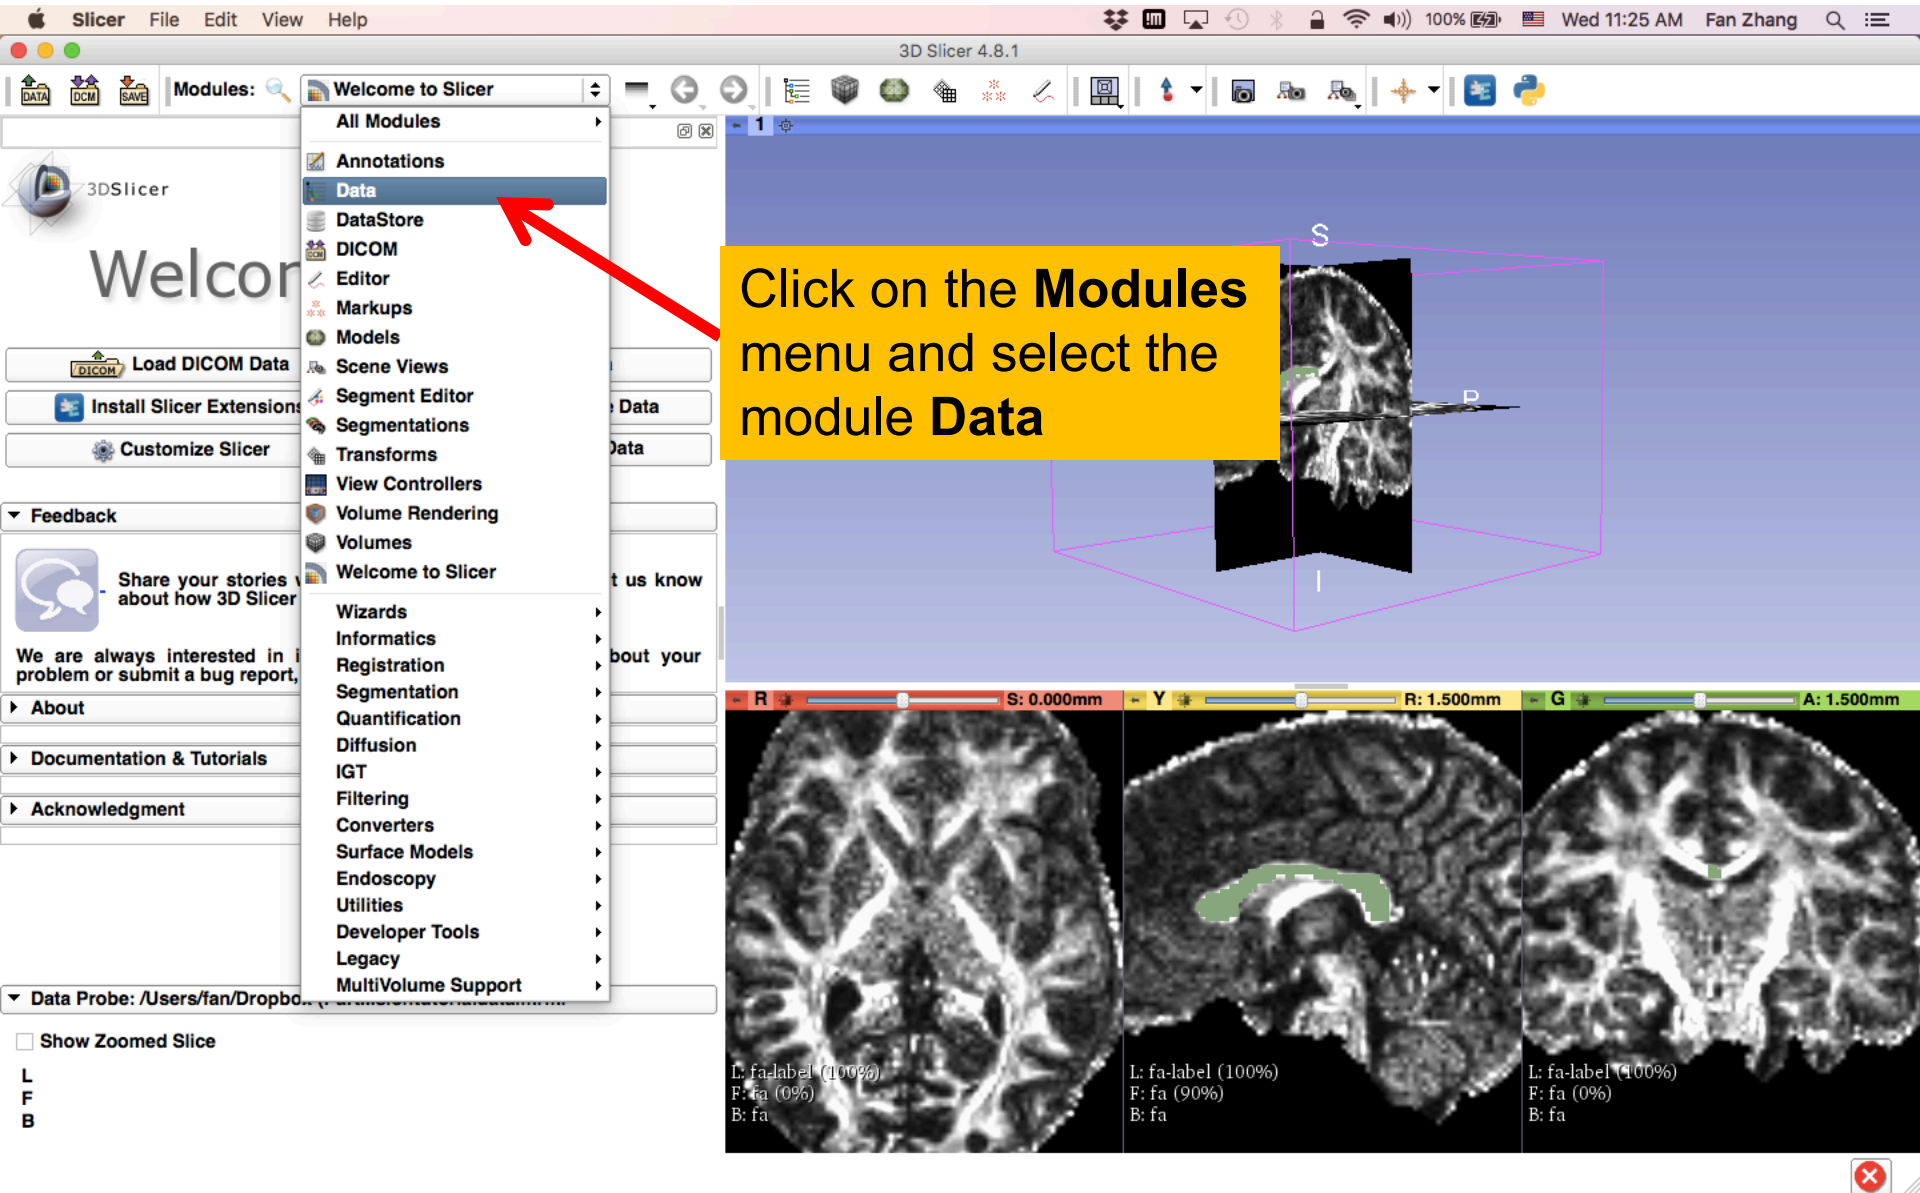 Slicer File Edit View Help 100% Wed 11:25 AM Fan Zhang
3D Slicer 4.8.1
DATA DCM SAVE Modules: Welcome to Slicer
All Modules
Annotations
Data
DataStore
DICOM
Editor
Markups
Models
Scene Views
Segment Editor
Segmentations
Transforms
View Controllers
Volume Rendering
Volumes
Welcome to Slicer
Wizards
Informatics
Registration
Segmentation
Quantification
Diffusion
IGT
Filtering
Converters
Surface Models
Endoscopy
Utilities
Developer Tools
Legacy
MultiVolume Support
3DSlicer
Welcor
DICOM Load DICOM Data
Install Slicer Extensions Data
Customize Slicer Data
Feedback
Share your stories t us know
about how 3D Slicer
We are always interested in bout your
problem or submit a bug report,
About
Documentation & Tutorials
Acknowledgment
Data Probe: /Users/fan/Dropbox
Show Zoomed Slice
L
F
B
1
S
I
Click on the Modules
menu and select the
module Data
R S: 0.000mm
Y R: 1.500mm
G A: 1.500mm
L: fa-label (100%)
F: fa (0%)
B: fa
L: fa-label (100%)
F: fa (90%)
B: fa
L: fa-label (100%)
F: fa (0%)
B: fa